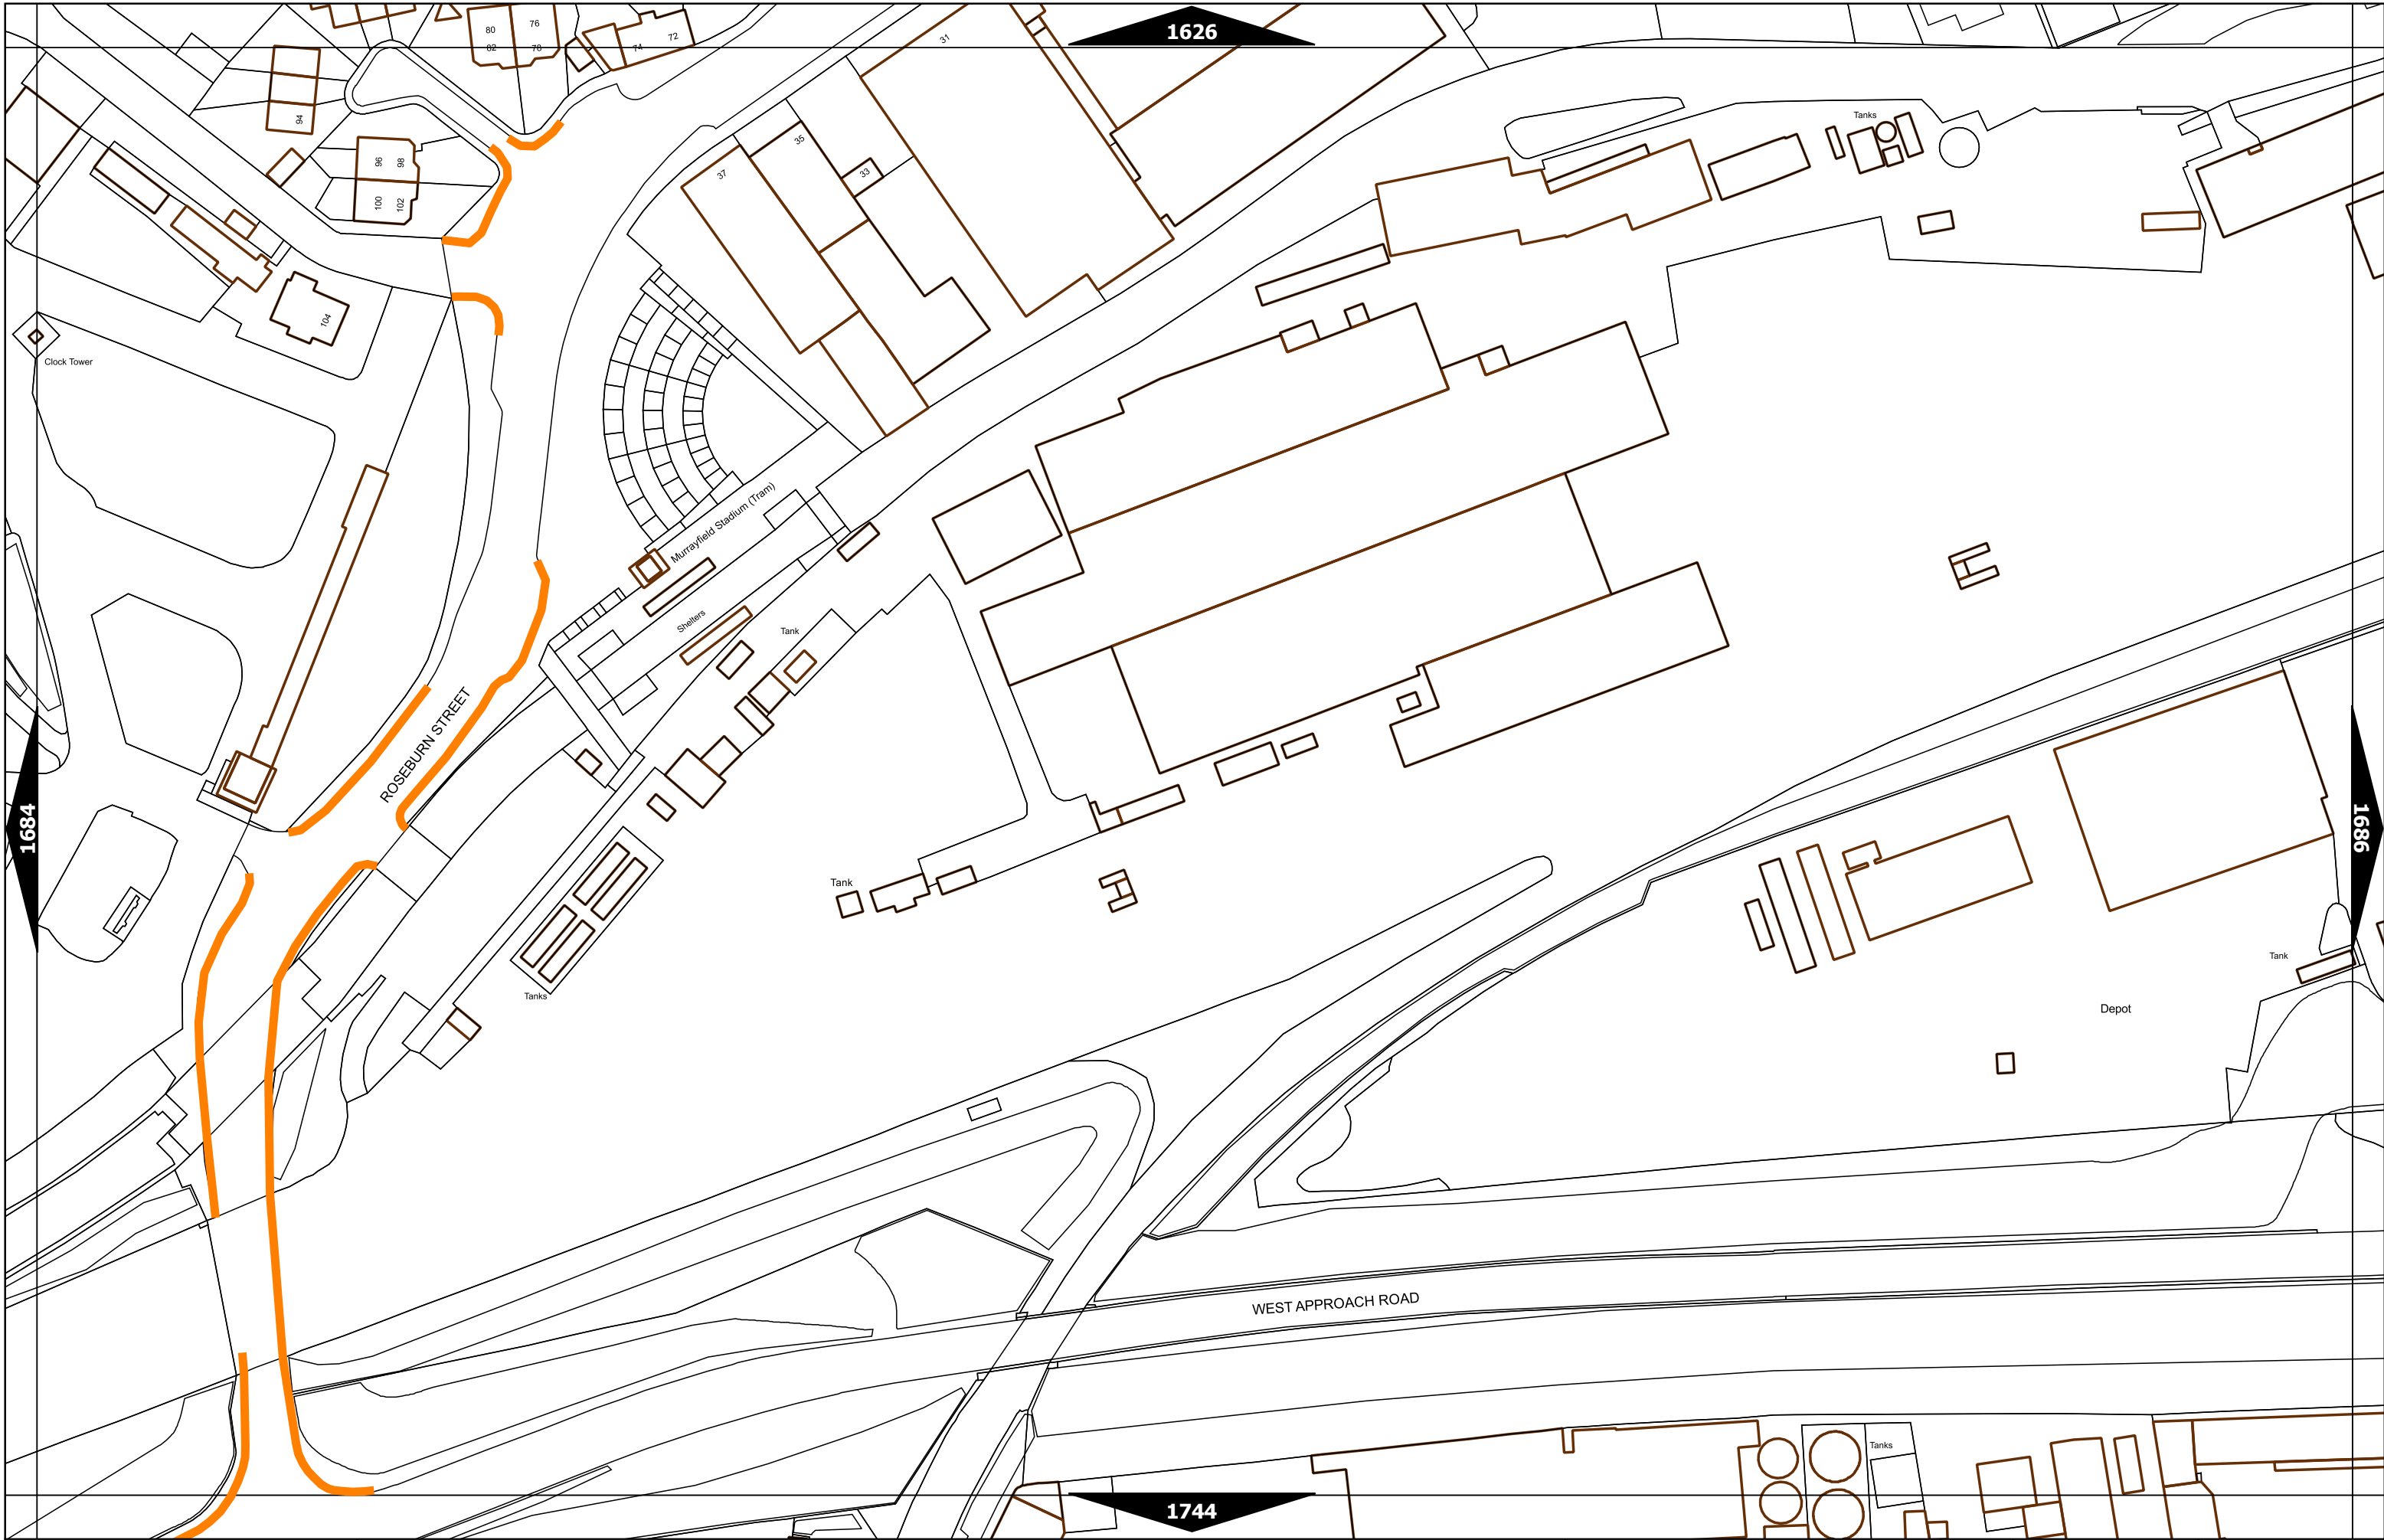 1626
80
76
82
78
74
72
31
94
96
98
100
102
37
35
33
Tanks
104
Clock Tower
Murrayfield Stadium (Tram)
Shelters
Tank
ROSEBURN STREET
1684
1686
Tank
Tanks
Tank
Depot
WEST APPROACH ROAD
Tanks
1744